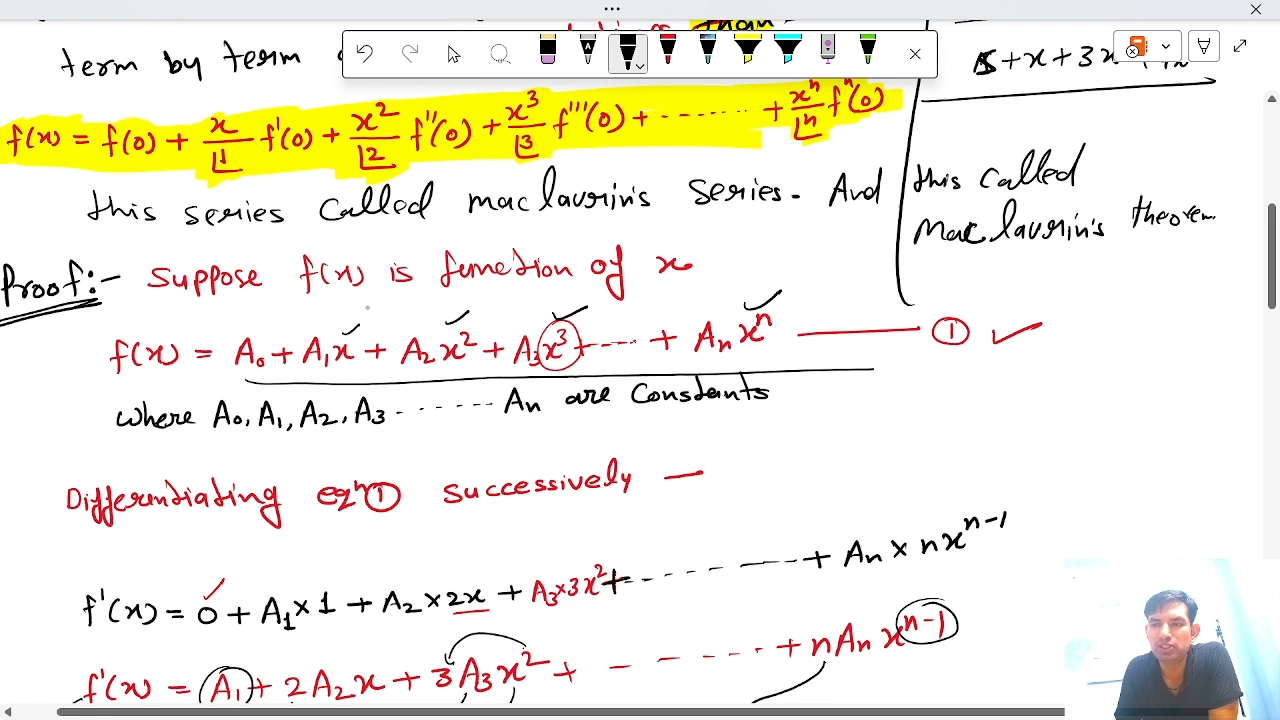 than
term by term
5+x+3x
f(x) = f(0) + x/⌊1 f'(0) + x²/⌊2 f''(0) + x³/⌊3 f'''(0) + ------ + xⁿ/⌊n fⁿ(0)
this series called maclaurin's series. And
this called
Maclaurin's theorem
Proof:- Suppose f(x) is function of x
f(x) = A₀ + A₁x + A₂x² + A₃x³ + ---- + Aₙxⁿ —— ① ✓
where A₀, A₁, A₂, A₃ ------- Aₙ are Constants
Differentiating eqⁿ① successively —
f'(x) = 0 + A₁×1 + A₂×2x + A₃×3x² + -------- + Aₙ × nxⁿ⁻¹
f'(x) = A₁ + 2A₂x + 3A₃x² + - - - - - + nAₙxⁿ⁻¹